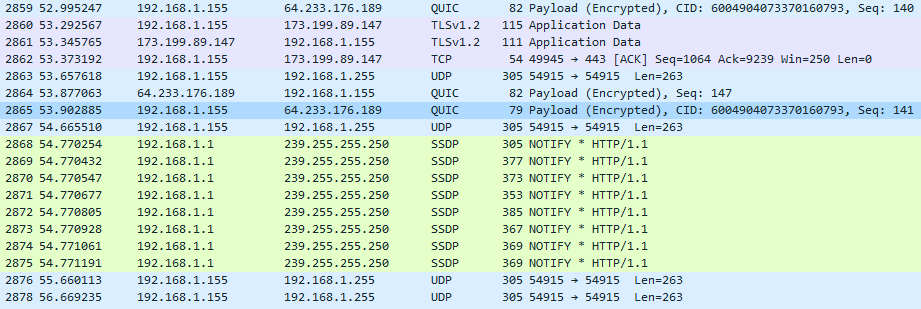 2859 52.995247 192.168.1.155 64.233.176.189 QUIC 82 Payload (Encrypted), CID: 6004904073370160793, Seq: 140
2860 53.292567 192.168.1.155 173.199.89.147 TLSv1.2 115 Application Data
2861 53.345765 173.199.89.147 192.168.1.155 TLSv1.2 111 Application Data
2862 53.373192 192.168.1.155 173.199.89.147 TCP 54 49945 → 443 [ACK] Seq=1064 Ack=9239 Win=250 Len=0
2863 53.657618 192.168.1.155 192.168.1.255 UDP 305 54915 → 54915 Len=263
2864 53.877063 64.233.176.189 192.168.1.155 QUIC 82 Payload (Encrypted), Seq: 147
2865 53.902885 192.168.1.155 64.233.176.189 QUIC 79 Payload (Encrypted), CID: 6004904073370160793, Seq: 141
2867 54.665510 192.168.1.155 192.168.1.255 UDP 305 54915 → 54915 Len=263
2868 54.770254 192.168.1.1 239.255.255.250 SSDP 305 NOTIFY * HTTP/1.1
2869 54.770432 192.168.1.1 239.255.255.250 SSDP 377 NOTIFY * HTTP/1.1
2870 54.770547 192.168.1.1 239.255.255.250 SSDP 373 NOTIFY * HTTP/1.1
2871 54.770677 192.168.1.1 239.255.255.250 SSDP 353 NOTIFY * HTTP/1.1
2872 54.770805 192.168.1.1 239.255.255.250 SSDP 385 NOTIFY * HTTP/1.1
2873 54.770928 192.168.1.1 239.255.255.250 SSDP 367 NOTIFY * HTTP/1.1
2874 54.771061 192.168.1.1 239.255.255.250 SSDP 369 NOTIFY * HTTP/1.1
2875 54.771191 192.168.1.1 239.255.255.250 SSDP 369 NOTIFY * HTTP/1.1
2876 55.660113 192.168.1.155 192.168.1.255 UDP 305 54915 → 54915 Len=263
2878 56.669235 192.168.1.155 192.168.1.255 UDP 305 54915 → 54915 Len=263